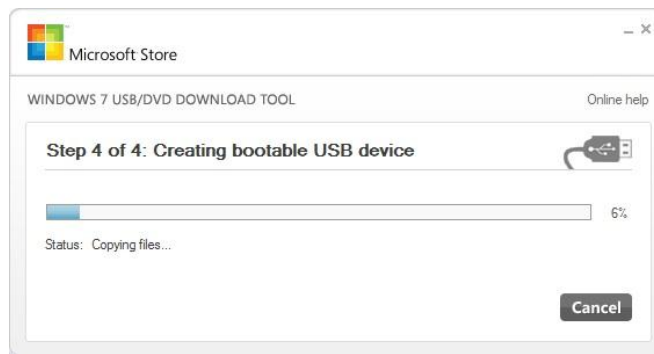 Microsoft Store
WINDOWS 7 USB/DVD DOWNLOAD TOOL
Online help
Step 4 of 4: Creating bootable USB device
6%
Status: Copying files...
Cancel